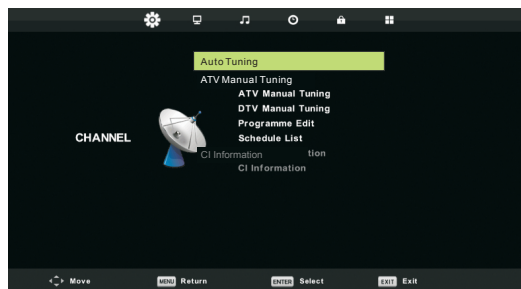 Auto Tuning
ATV Manual Tuning
ATV Manual Tuning
DTV Manual Tuning
Programme Edit
CHANNEL
Schedule List
CI Information tion
CI Information
Move MENU Return ENTER Select EXIT Exit